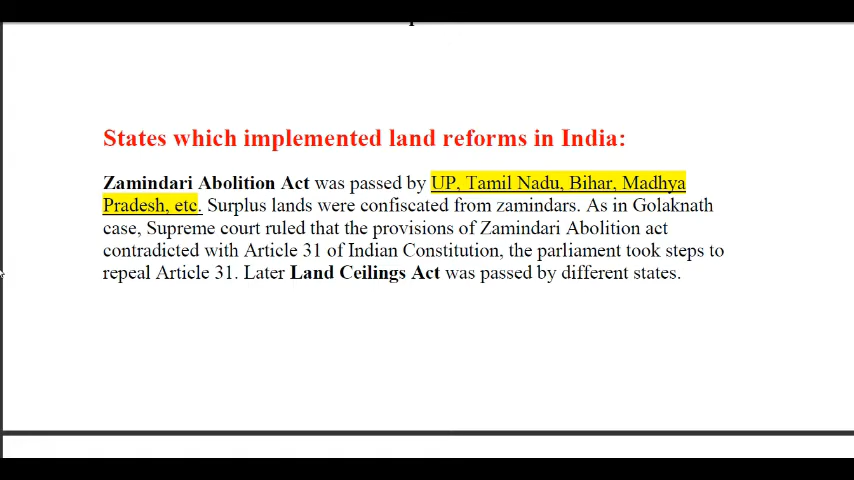 States which implemented land reforms in India:
Zamindari Abolition Act was passed by UP, Tamil Nadu, Bihar, Madhya
Pradesh, etc. Surplus lands were confiscated from zamindars. As in Golaknath
case, Supreme court ruled that the provisions of Zamindari Abolition act
contradicted with Article 31 of Indian Constitution, the parliament took steps to
repeal Article 31. Later Land Ceilings Act was passed by different states.